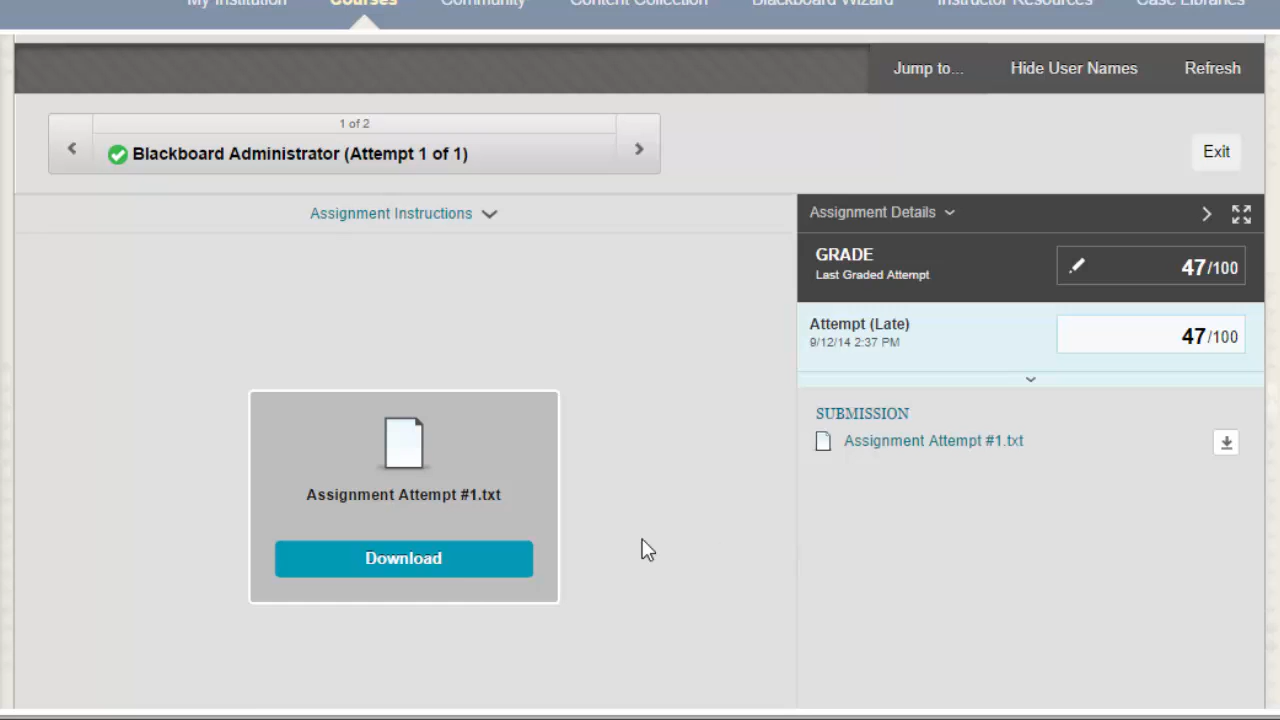 My Institution Courses Community Content Collection Blackboard Wizard Instructor Resources Case Libraries
Jump to... Hide User Names Refresh
1 of 2
Blackboard Administrator (Attempt 1 of 1)
Exit
Assignment Instructions
Assignment Details
GRADE
Last Graded Attempt
47/100
Attempt (Late)
9/12/14 2:37 PM
47/100
SUBMISSION
Assignment Attempt #1.txt
Assignment Attempt #1.txt
Download